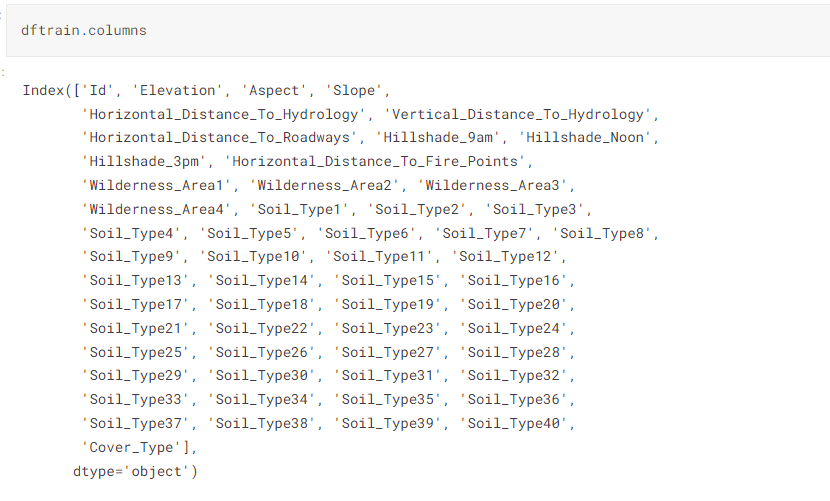 dftrain.columns
Index(['Id', 'Elevation', 'Aspect', 'Slope',
'Horizontal_Distance_To_Hydrology', 'Vertical_Distance_To_Hydrology',
'Horizontal_Distance_To_Roadways', 'Hillshade_9am', 'Hillshade_Noon',
'Hillshade_3pm', 'Horizontal_Distance_To_Fire_Points',
'Wilderness_Area1', 'Wilderness_Area2', 'Wilderness_Area3',
'Wilderness_Area4', 'Soil_Type1', 'Soil_Type2', 'Soil_Type3',
'Soil_Type4', 'Soil_Type5', 'Soil_Type6', 'Soil_Type7', 'Soil_Type8',
'Soil_Type9', 'Soil_Type10', 'Soil_Type11', 'Soil_Type12',
'Soil_Type13', 'Soil_Type14', 'Soil_Type15', 'Soil_Type16',
'Soil_Type17', 'Soil_Type18', 'Soil_Type19', 'Soil_Type20',
'Soil_Type21', 'Soil_Type22', 'Soil_Type23', 'Soil_Type24',
'Soil_Type25', 'Soil_Type26', 'Soil_Type27', 'Soil_Type28',
'Soil_Type29', 'Soil_Type30', 'Soil_Type31', 'Soil_Type32',
'Soil_Type33', 'Soil_Type34', 'Soil_Type35', 'Soil_Type36',
'Soil_Type37', 'Soil_Type38', 'Soil_Type39', 'Soil_Type40',
'Cover_Type'],
dtype='object')